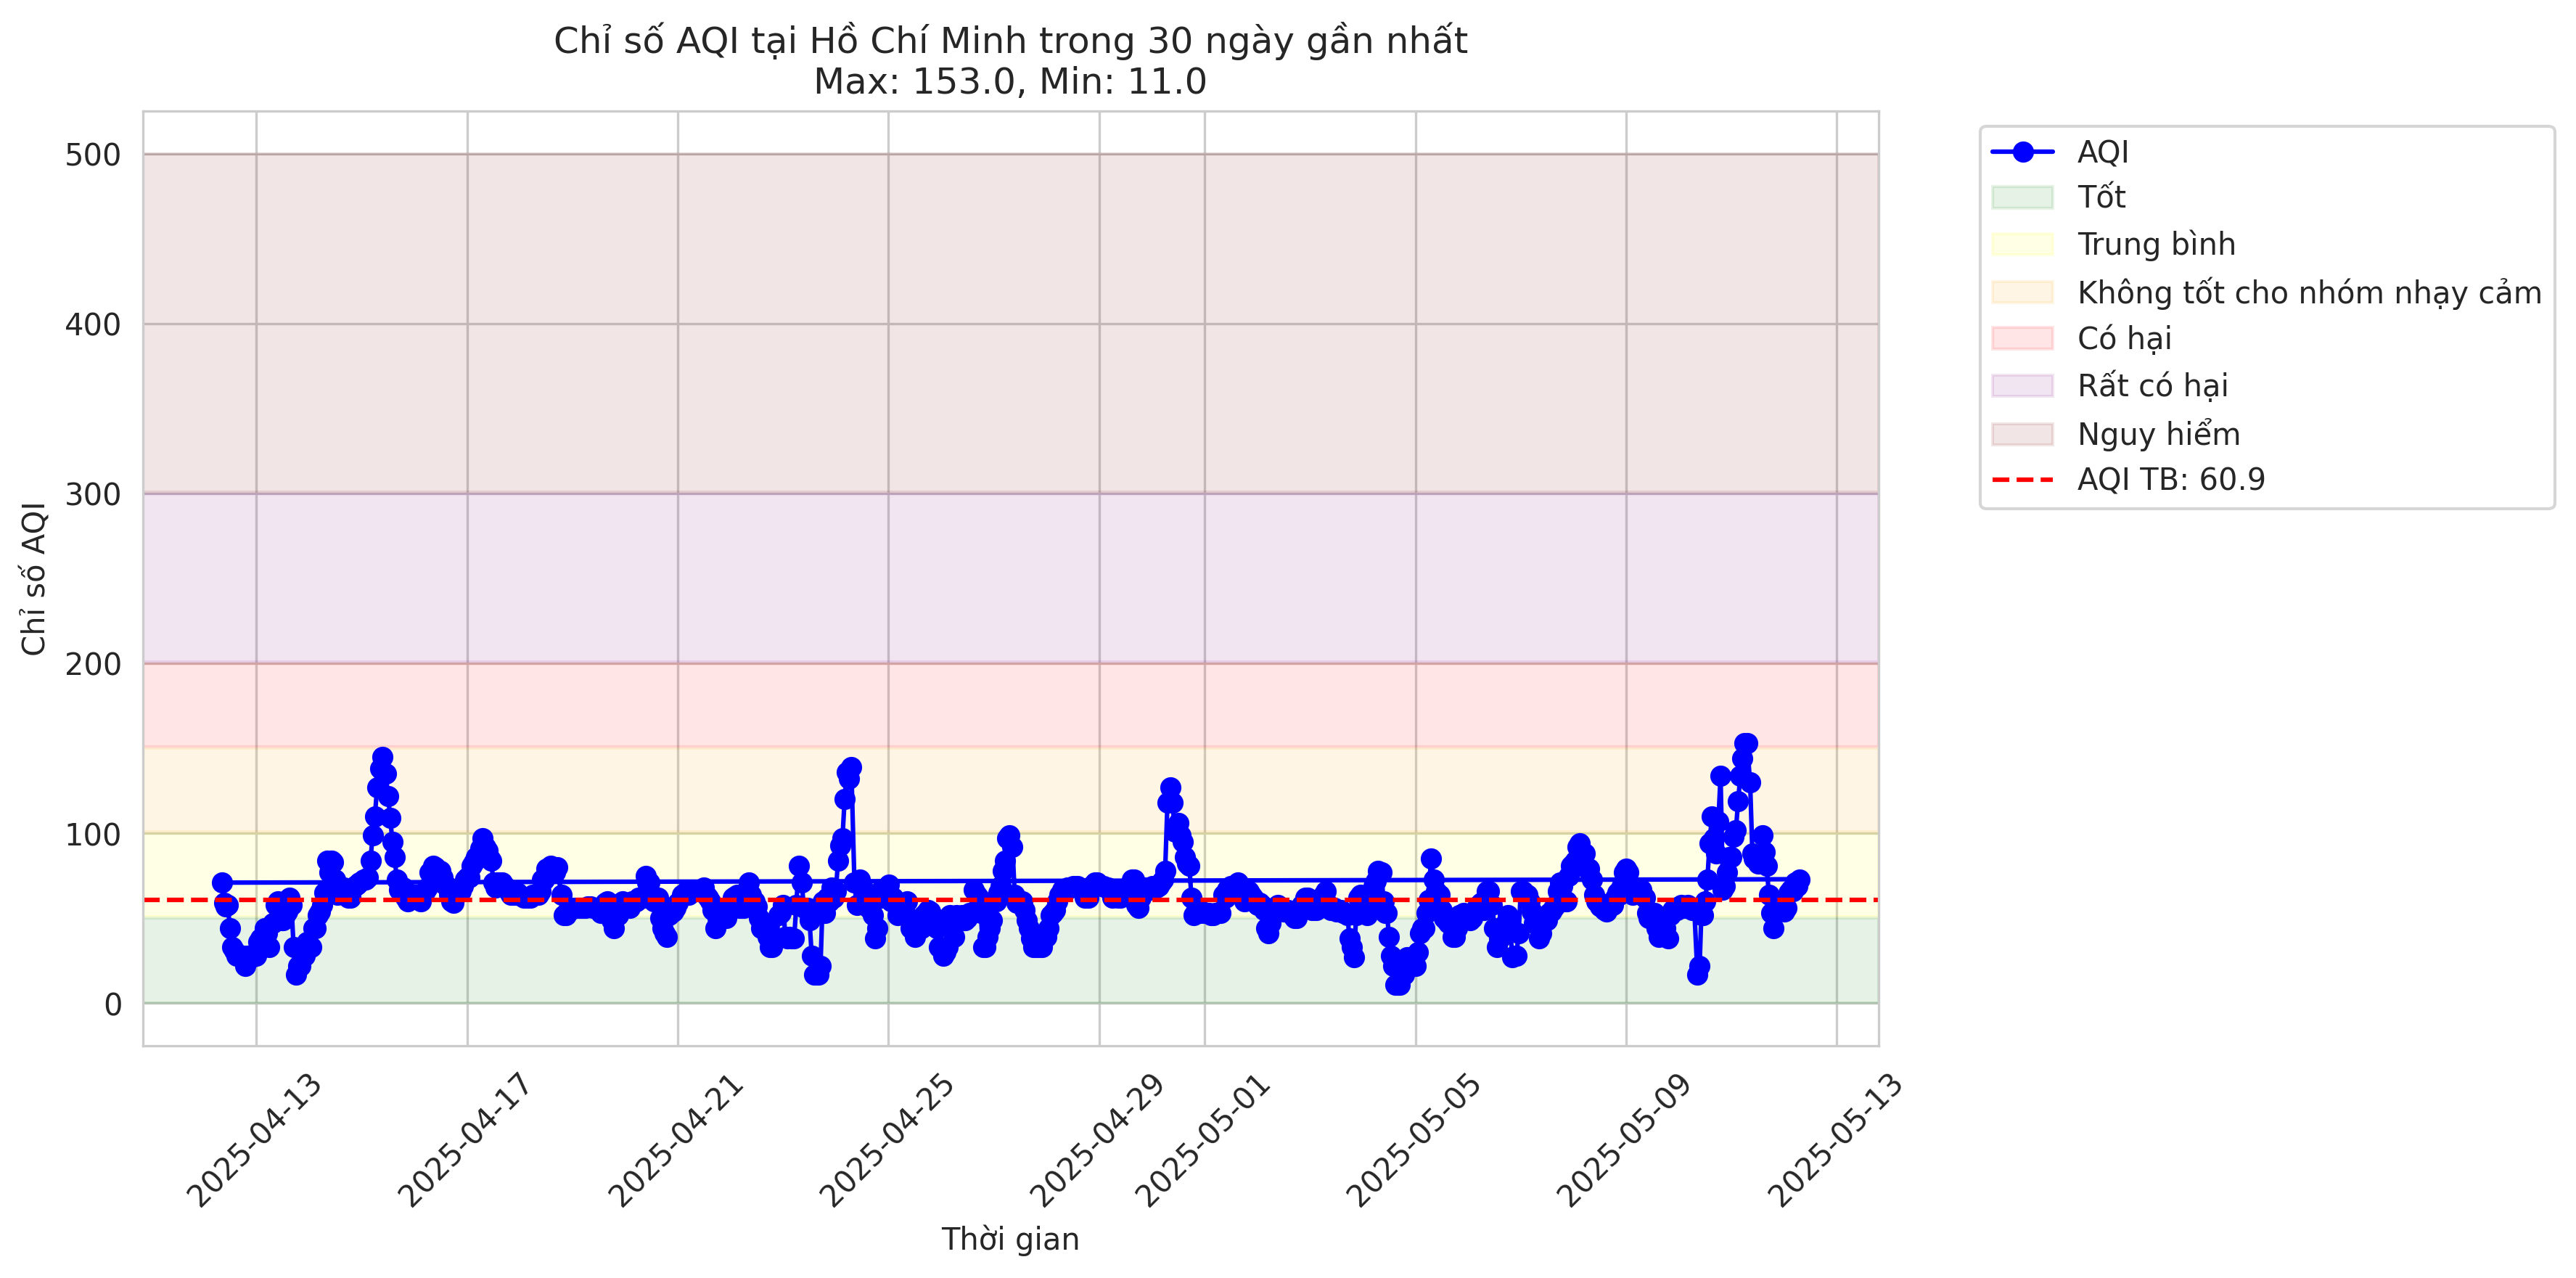 Chỉ số AQI tại Hồ Chí Minh trong 30 ngày gần nhất
Max: 153.0, Min: 11.0
Chỉ số AQI
500
400
300
200
100
0
2025-04-13
2025-04-17
2025-04-21
2025-04-25
2025-04-29
2025-05-01
2025-05-05
2025-05-09
2025-05-13
Thời gian
AQI
Tốt
Trung bình
Không tốt cho nhóm nhạy cảm
Có hại
Rất có hại
Nguy hiểm
AQI TB: 60.9